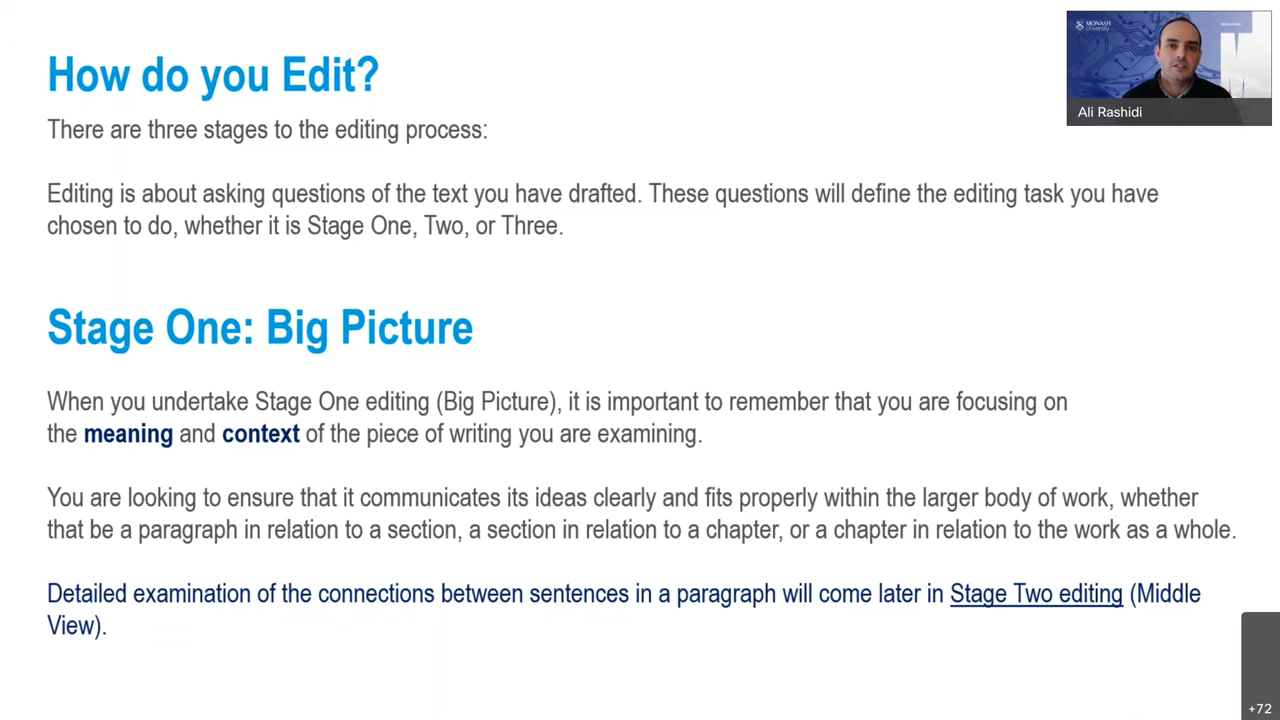 How do you Edit?
There are three stages to the editing process:
Editing is about asking questions of the text you have drafted. These questions will define the editing task you have
chosen to do, whether it is Stage One, Two, or Three.
Stage One: Big Picture
When you undertake Stage One editing (Big Picture), it is important to remember that you are focusing on
the meaning and context of the piece of writing you are examining.
You are looking to ensure that it communicates its ideas clearly and fits properly within the larger body of work, whether
that be a paragraph in relation to a section, a section in relation to a chapter, or a chapter in relation to the work as a whole.
Detailed examination of the connections between sentences in a paragraph will come later in Stage Two editing (Middle
View).
MONASH
University
Ali Rashidi
+72